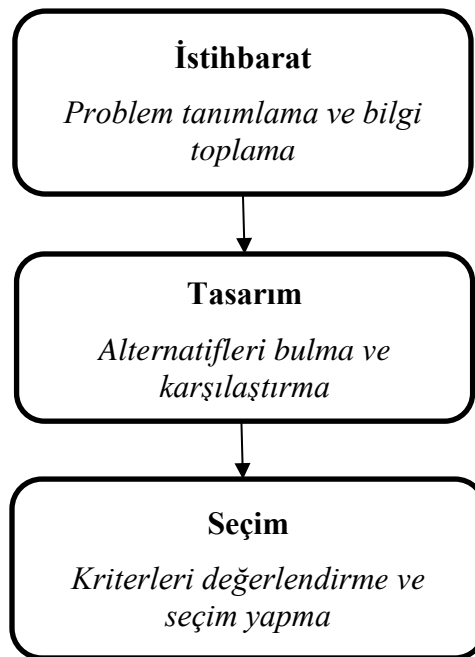 İstihbarat
Problem tanımlama ve bilgi
toplama
Tasarım
Alternatifleri bulma ve
karşılaştırma
Seçim
Kriterleri değerlendirme ve
seçim yapma